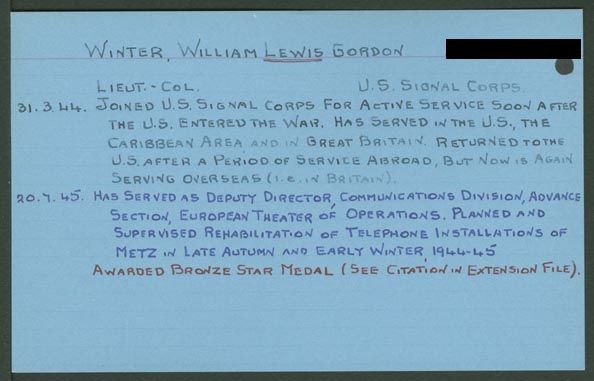 WINTER, WILLIAM LEWIS GORDON
LIEUT.-COL. U.S. SIGNAL CORPS.
31.3.44. JOINED U.S. SIGNAL CORPS FOR ACTIVE SERVICE SOON AFTER
THE U.S. ENTERED THE WAR. HAS SERVED IN THE U.S., THE
CARIBBEAN AREA, AND IN GREAT BRITAIN. RETURNED TO THE
U.S. AFTER A PERIOD OF SERVICE ABROAD, BUT NOW IS AGAIN
SERVING OVERSEAS (I.E. IN BRITAIN).
20.7.45. HAS SERVED AS DEPUTY DIRECTOR, COMMUNICATIONS DIVISION, ADVANCE
SECTION, EUROPEAN THEATER OF OPERATIONS. PLANNED AND
SUPERVISED REHABILITATION OF TELEPHONE INSTALLATIONS OF
METZ IN LATE AUTUMN AND EARLY WINTER, 1944-45
AWARDED BRONZE STAR MEDAL (SEE CITATION IN EXTENSION FILE).